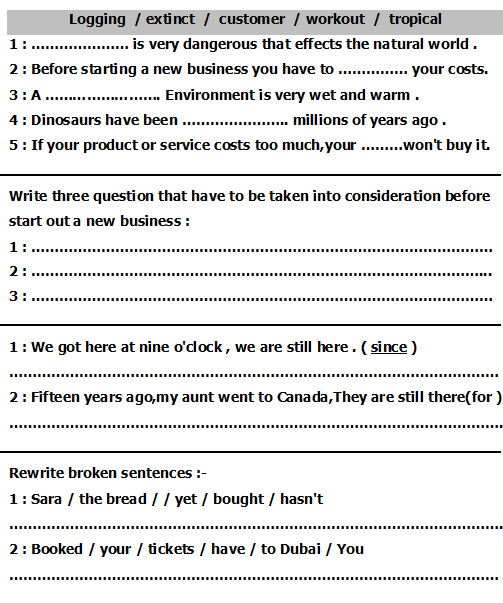 Logging / extinct / customer / workout / tropical
1 : ..................... is very dangerous that effects the natural world .
2 : Before starting a new business you have to ............... your costs.
3 : A ......................... Environment is very wet and warm .
4 : Dinosaurs have been ....................... millions of years ago .
5 : If your product or service costs too much,your .........won't buy it.
Write three question that have to be taken into consideration before
start out a new business :
1 : ....................................................................................................
2 : ....................................................................................................
3 : ....................................................................................................
1 : We got here at nine o'clock , we are still here . ( since )
..........................................................................................................
2 : Fifteen years ago,my aunt went to Canada,They are still there(for )
...........................................................................................................
Rewrite broken sentences :-
1 : Sara / the bread / / yet / bought / hasn't
...........................................................................................................
2 : Booked / your / tickets / have / to Dubai / You
..........................................................................................................